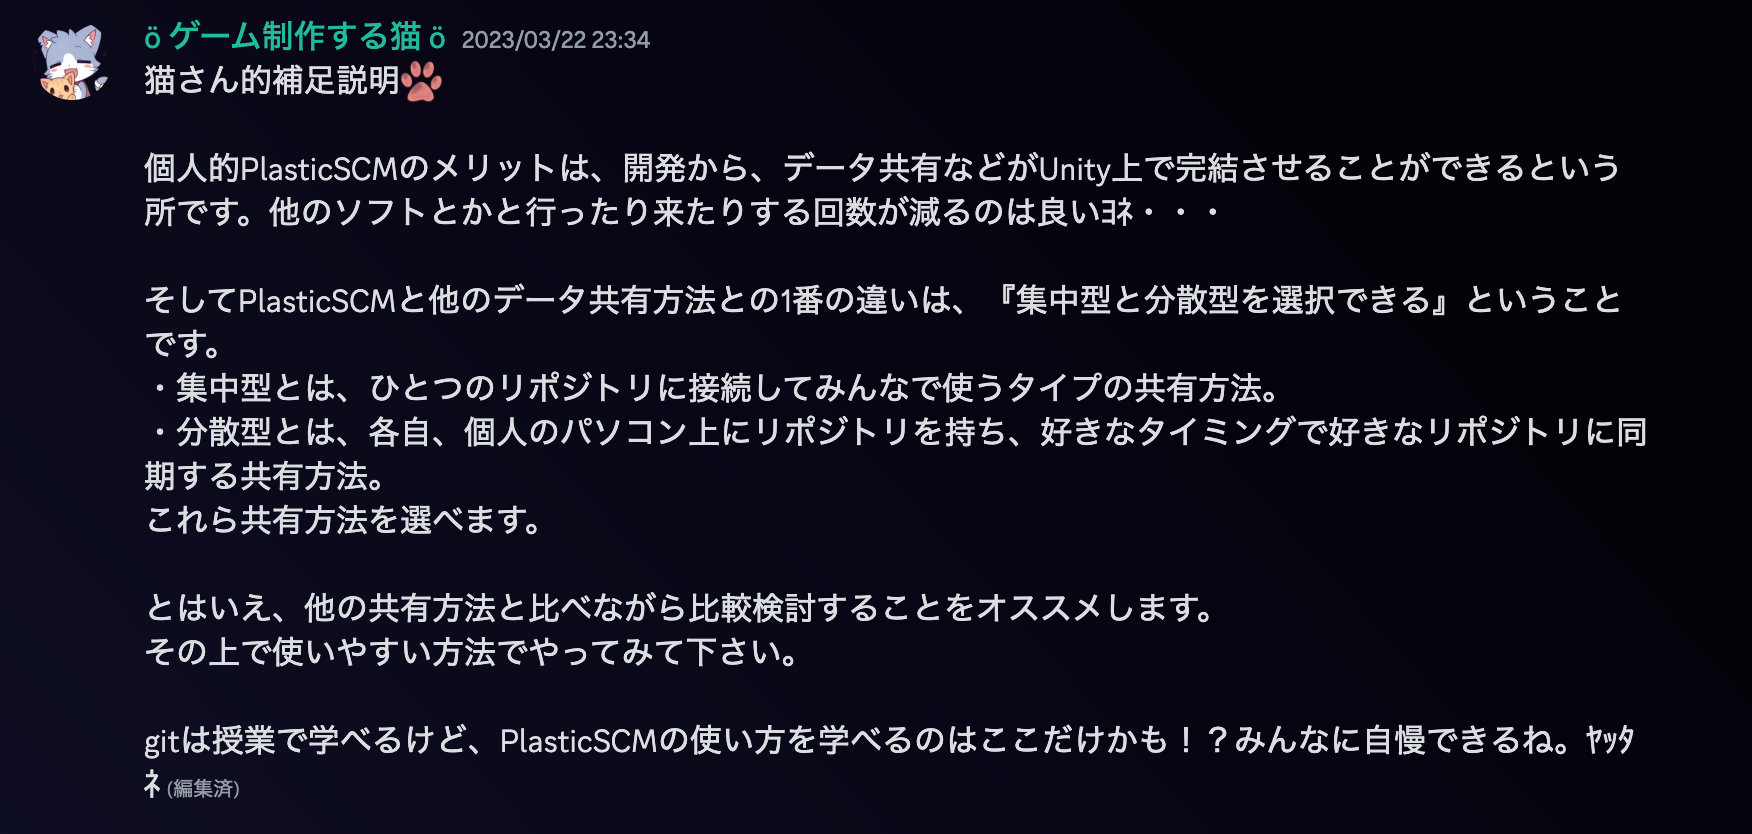 ö ゲーム制作する猫 ö 2023/03/22 23:34
猫さん的補足説明🐾
個人的PlasticSCMのメリットは、開発から、データ共有などがUnity上で完結させることができるという
所です。他のソフトとかと行ったり来たりする回数が減るのは良いﾖﾈ・・・
そしてPlasticSCMと他のデータ共有方法との1番の違いは、『集中型と分散型を選択できる』ということ
です。
・集中型とは、ひとつのリポジトリに接続してみんなで使うタイプの共有方法。
・分散型とは、各自、個人のパソコン上にリポジトリを持ち、好きなタイミングで好きなリポジトリに同
期する共有方法。
これら共有方法を選べます。
とはいえ、他の共有方法と比べながら比較検討することをオススメします。
その上で使いやすい方法でやってみて下さい。
gitは授業で学べるけど、PlasticSCMの使い方を学べるのはここだけかも！？みんなに自慢できるね。ﾔｯﾀ
ﾈ (編集済)